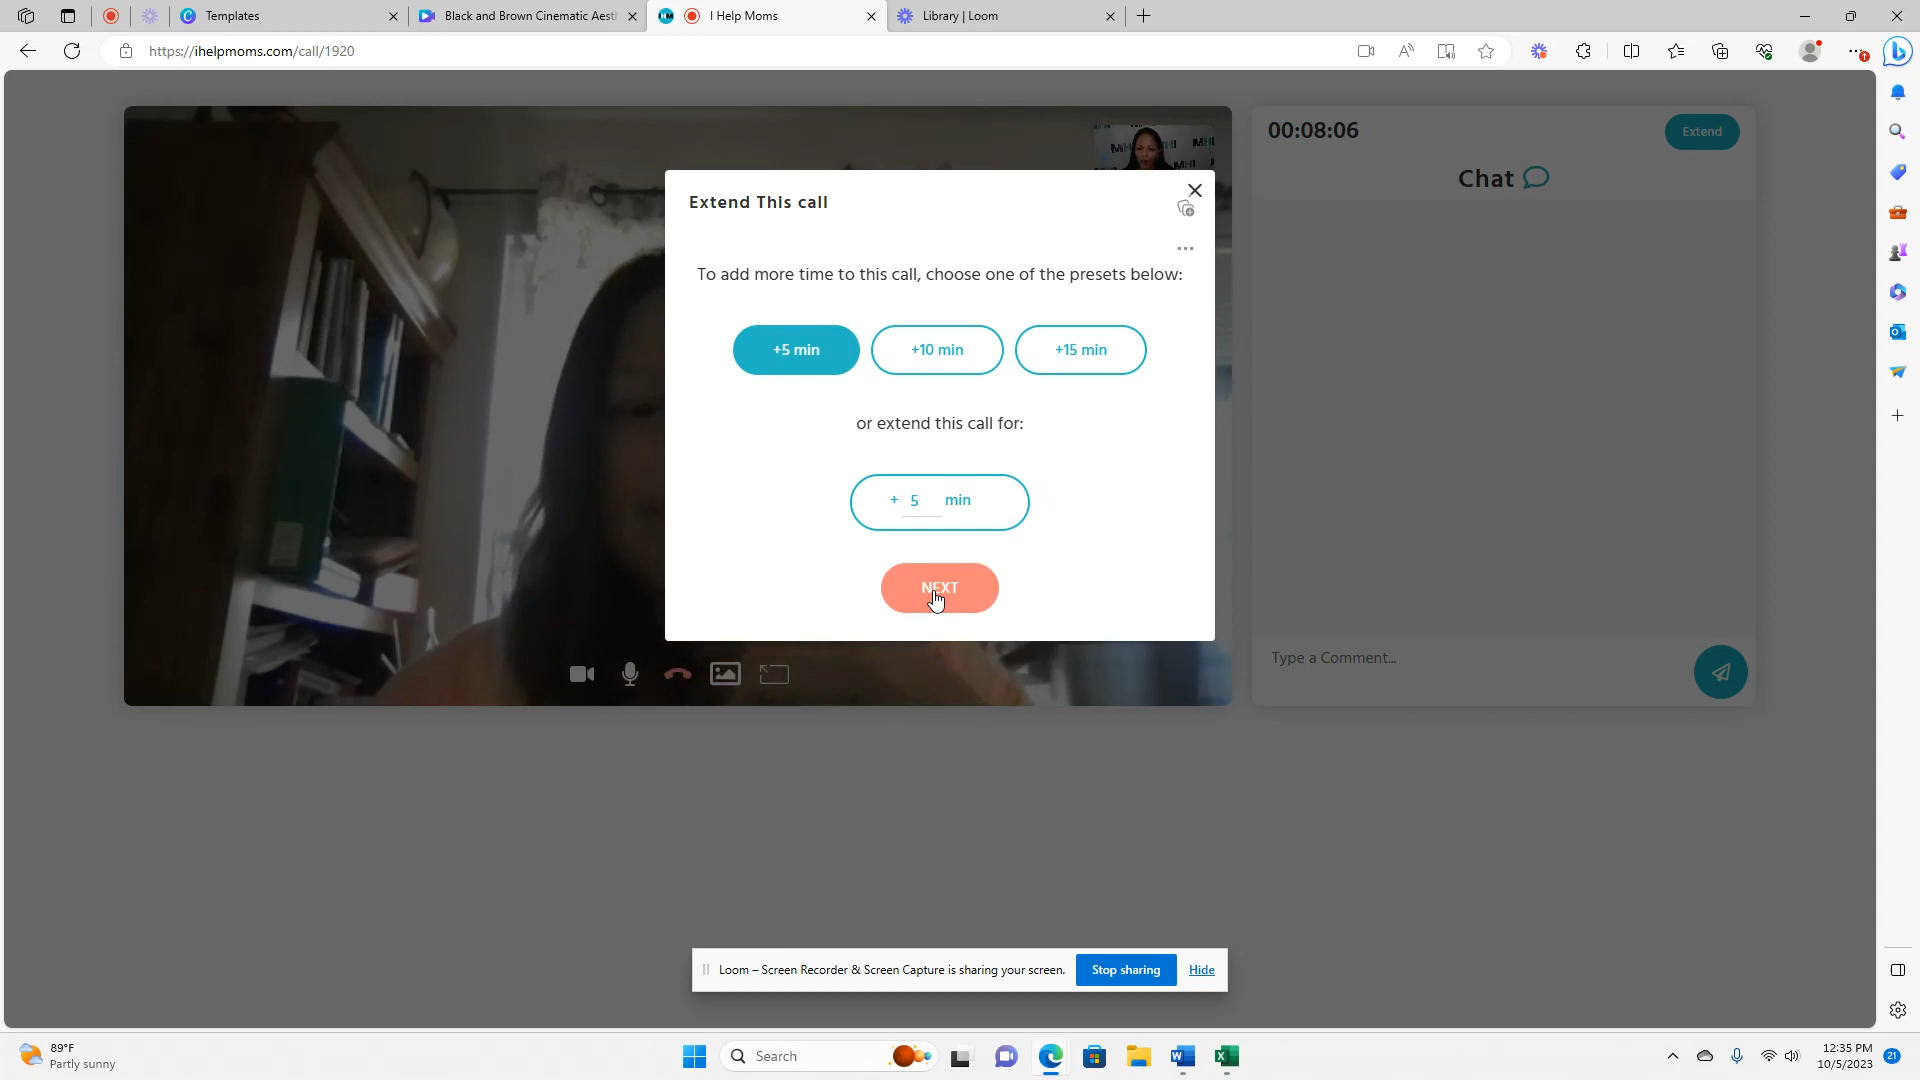 Templates
Black and Brown Cinematic Aest
I Help Moms
Library | Loom
https://ihelpmoms.com/call/1920
00:08:06
Extend
Chat
Extend This call
To add more time to this call, choose one of the presets below:
+5 min
+10 min
+15 min
or extend this call for:
+ 5 min
NEXT
Type a Comment...
Loom – Screen Recorder & Screen Capture is sharing your screen.
Stop sharing
Hide
89°F
Partly sunny
Search
12:35 PM
10/5/2023
21